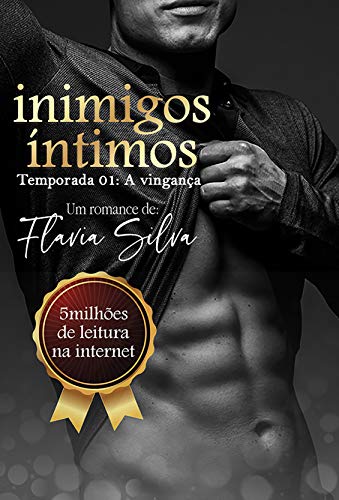 inimigos
íntimos
Temporada 01: A vingança
Um romance de:
Flavia Silva
5milhões
de leitura
na internet